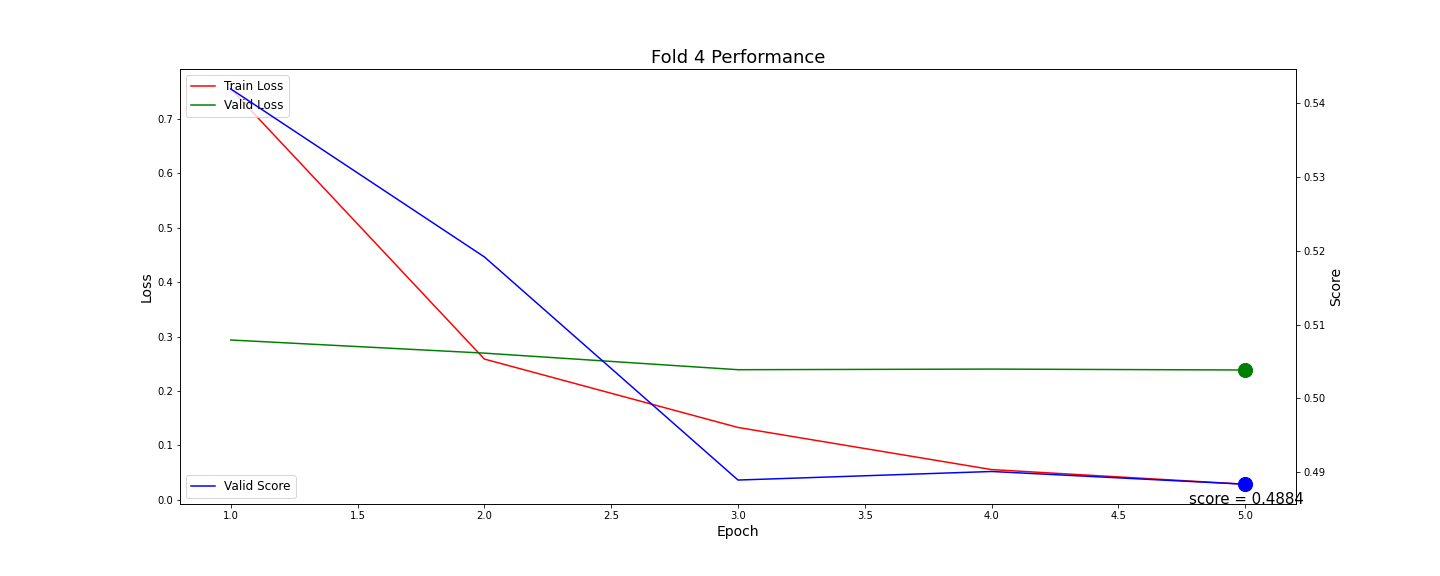 Fold 4 Performance
Train Loss
Valid Loss
Valid Score
0.7
0.6
0.5
0.4
0.3
0.2
0.1
0.0
Loss
0.54
0.53
0.52
0.51
0.50
0.49
Score
score = 0.4884
1.0 1.5 2.0 2.5 3.0 3.5 4.0 4.5 5.0
Epoch